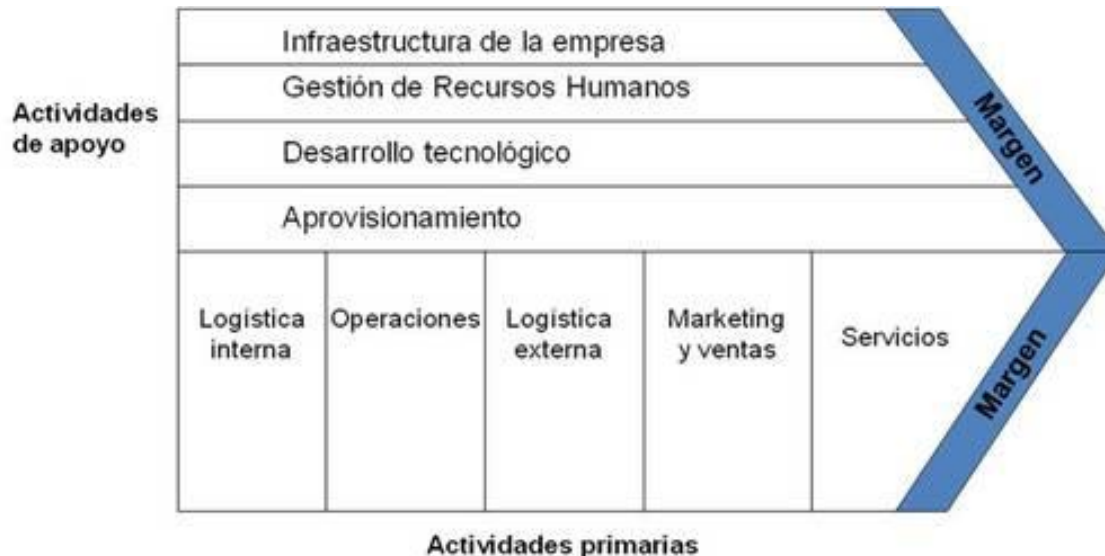 Infraestructura de la empresa
Gestión de Recursos Humanos
Actividades
de apoyo
Desarrollo tecnológico
Aprovisionamiento
Margen
Logística
interna
Operaciones
Logística
externa
Marketing
y ventas
Servicios
Margen
Actividades primarias